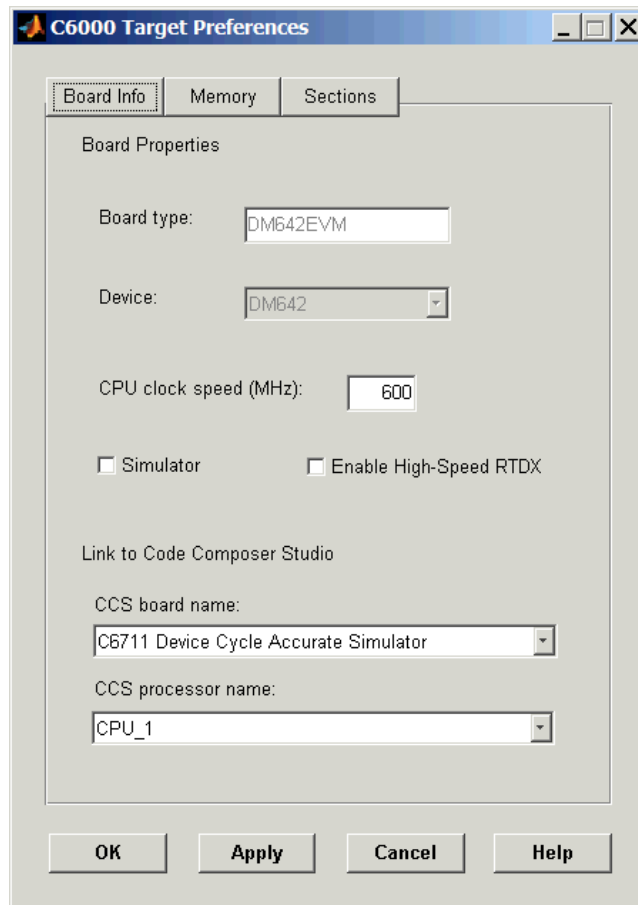 C6000 Target Preferences
Board Info Memory Sections
Board Properties
Board type: DM642EVM
Device: DM642
CPU clock speed (MHz): 600
Simulator Enable High-Speed RTDX
Link to Code Composer Studio
CCS board name:
C6711 Device Cycle Accurate Simulator
CCS processor name:
CPU_1
OK Apply Cancel Help